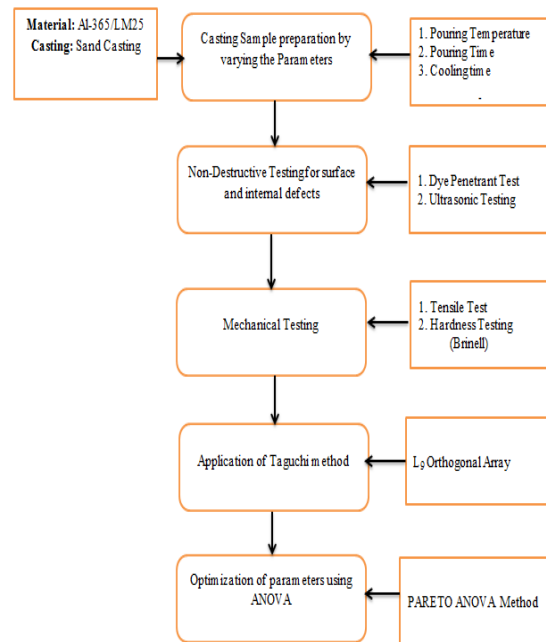 Material: Al-365/LM25
Casting: Sand Casting
Casting Sample preparation by
varying the Parameters
1. Pouring Temperature
2. Pouring Time
3. Cooling time
-
Non-Destructive Testing for surface
and internal defects
1. Dye Penetrant Test
2. Ultrasonic Testing
Mechanical Testing
1. Tensile Test
2. Hardness Testing
(Brinell)
Application of Taguchi method
L9 Orthogonal Array
Optimization of parameters using
ANOVA
PARETO ANOVA Method